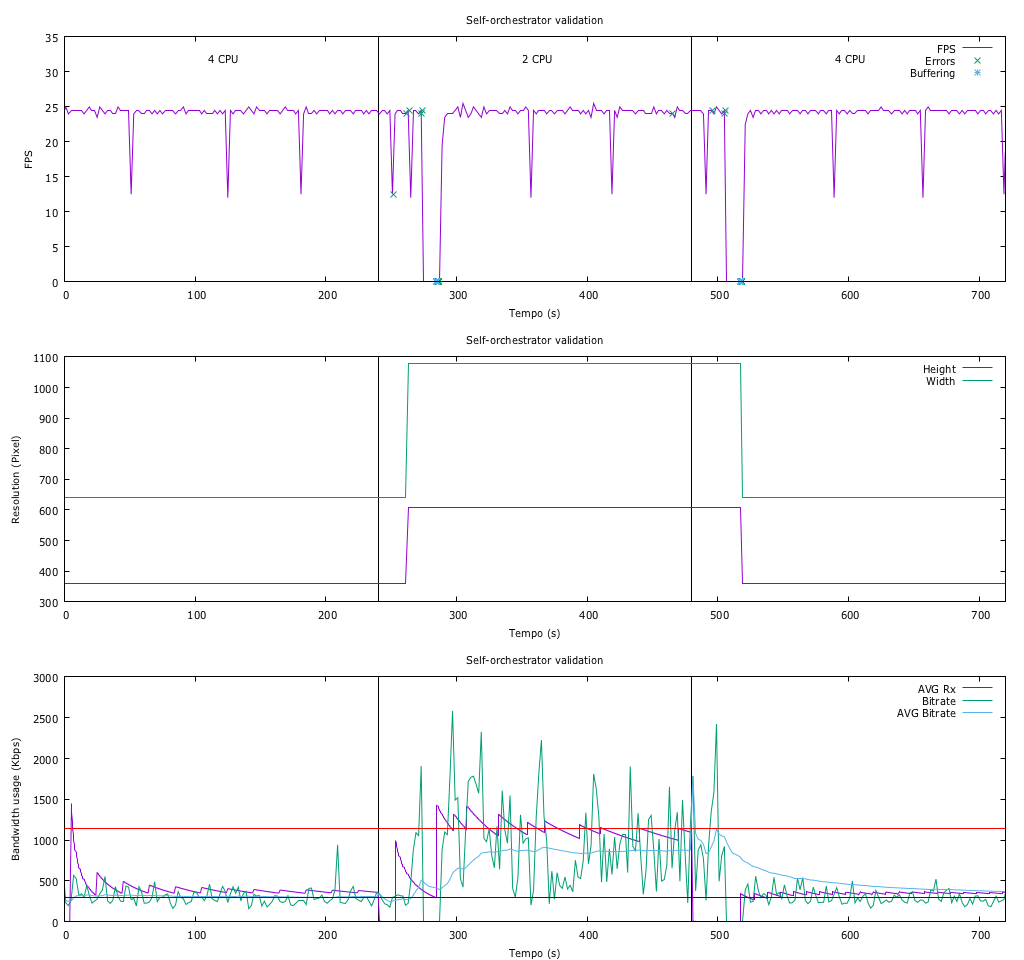 Self-orchestrator validation
35
30
25
20
15
10
5
0
FPS
4 CPU
2 CPU
4 CPU
FPS
Errors
Buffering
0 100 200 300 400 500 600 700
Tempo (s)
Self-orchestrator validation
1100
1000
900
800
700
600
500
400
300
Resolution (Pixel)
Height
Width
0 100 200 300 400 500 600 700
Tempo (s)
Self-orchestrator validation
3000
2500
2000
1500
1000
500
0
Bandwidth usage (Kbps)
AVG Rx
Bitrate
AVG Bitrate
0 100 200 300 400 500 600 700
Tempo (s)